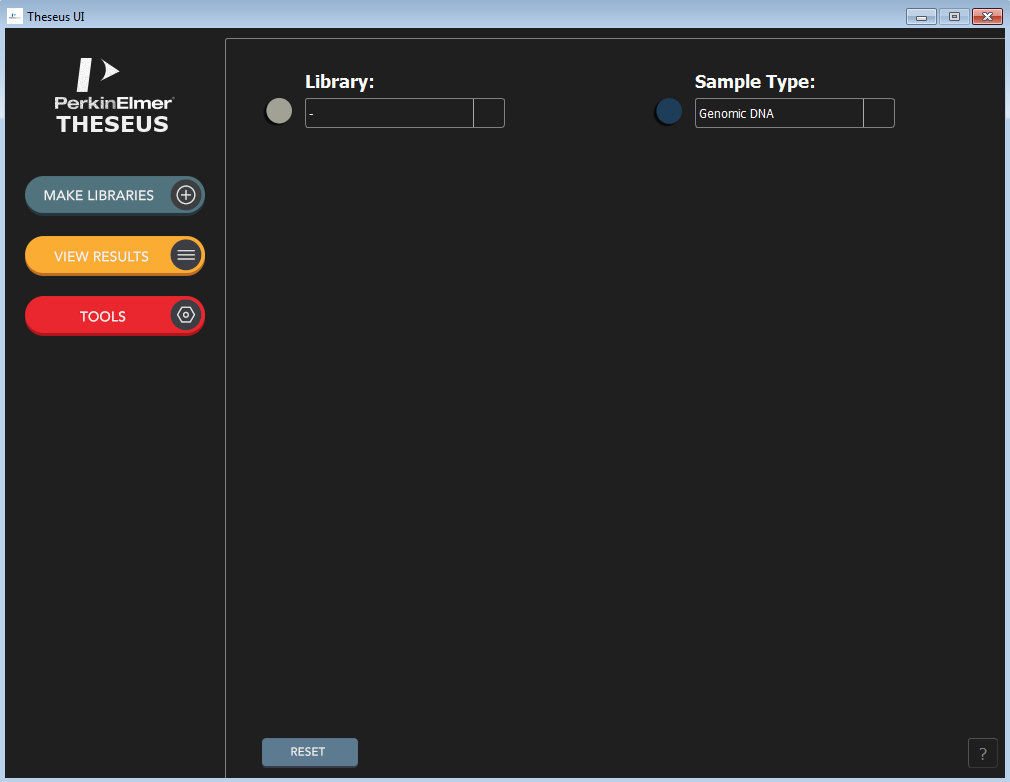 Theseus UI
PerkinElmer
THESEUS
MAKE LIBRARIES
VIEW RESULTS
TOOLS
Library:
-
Sample Type:
Genomic DNA
RESET
?